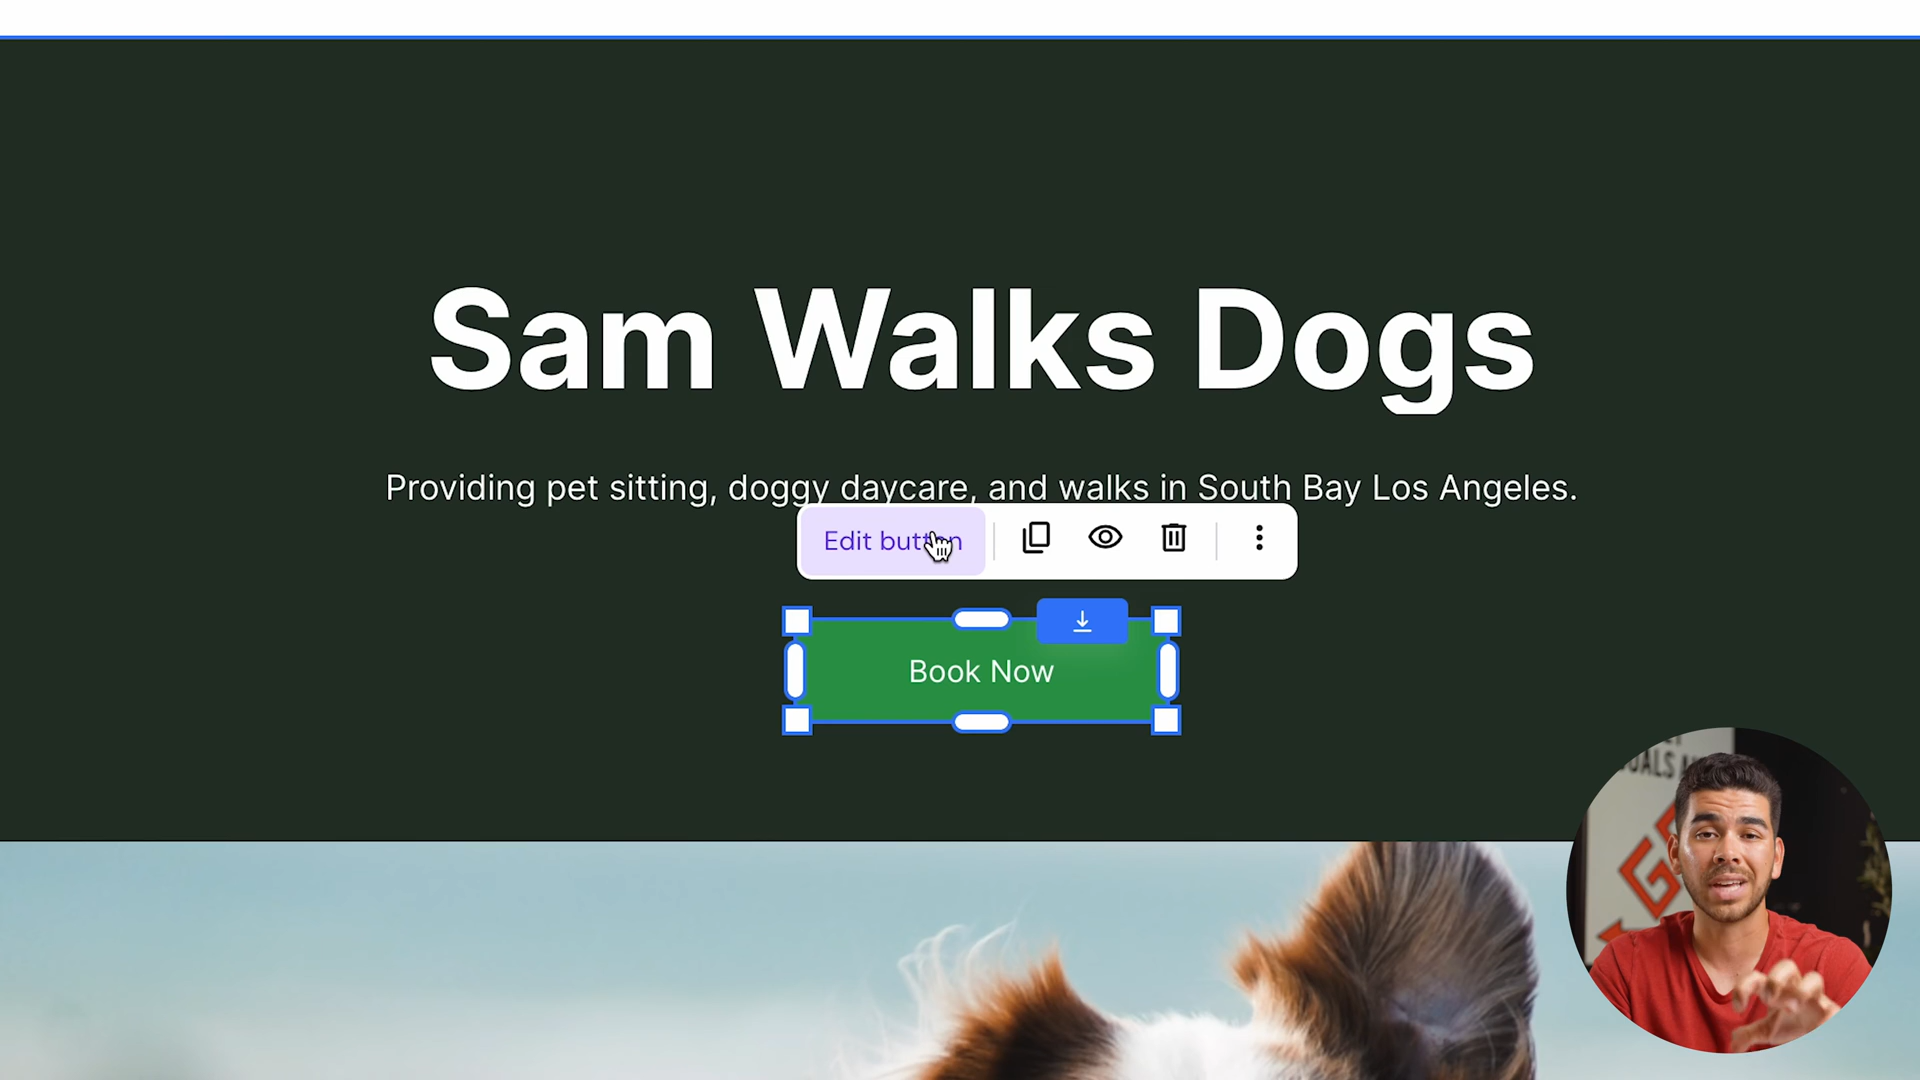 Sam Walks Dogs
Providing pet sitting, doggy daycare, and walks in South Bay Los Angeles.
Edit button
Book Now